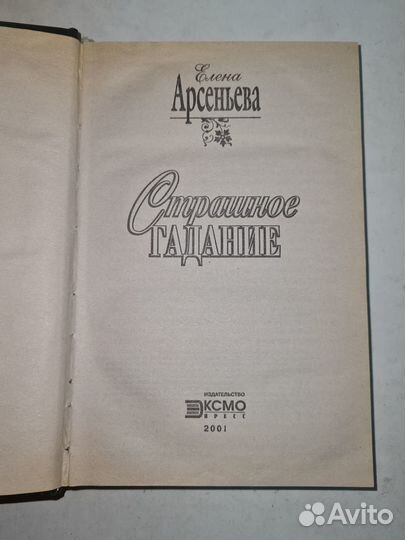 Елена
Арсеньева
Страшное
ГАДАНИЕ
ИЗДАТЕЛЬСТВО
ЭКСМО
ПРЕСС
2001
Avito